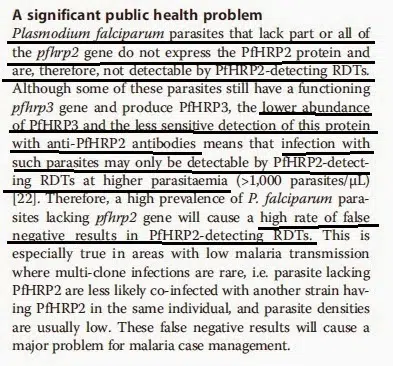 A significant public health problem
Plasmodium falciparum parasites that lack part or all of
the pfhrp2 gene do not express the PfHRP2 protein and
are, therefore, not detectable by PfHRP2-detecting RDTs.
Although some of these parasites still have a functioning
pfhrp3 gene and produce PfHRP3, the lower abundance
of PfHRP3 and the less sensitive detection of this protein
with anti-PfHRP2 antibodies means that infection with
such parasites may only be detectable by PfHRP2-detect-
ing RDTs at higher parasitaemia (>1,000 parasites/μL)
[22]. Therefore, a high prevalence of P. falciparum para-
sites lacking pfhrp2 gene will cause a high rate of false
negative results in PfHRP2-detecting RDTs. This is
especially true in areas with low malaria transmission
where multi-clone infections are rare, i.e. parasite lacking
PfHRP2 are less likely co-infected with another strain hav-
ing PfHRP2 in the same individual, and parasite densities
are usually low. These false negative results will cause a
major problem for malaria case management.